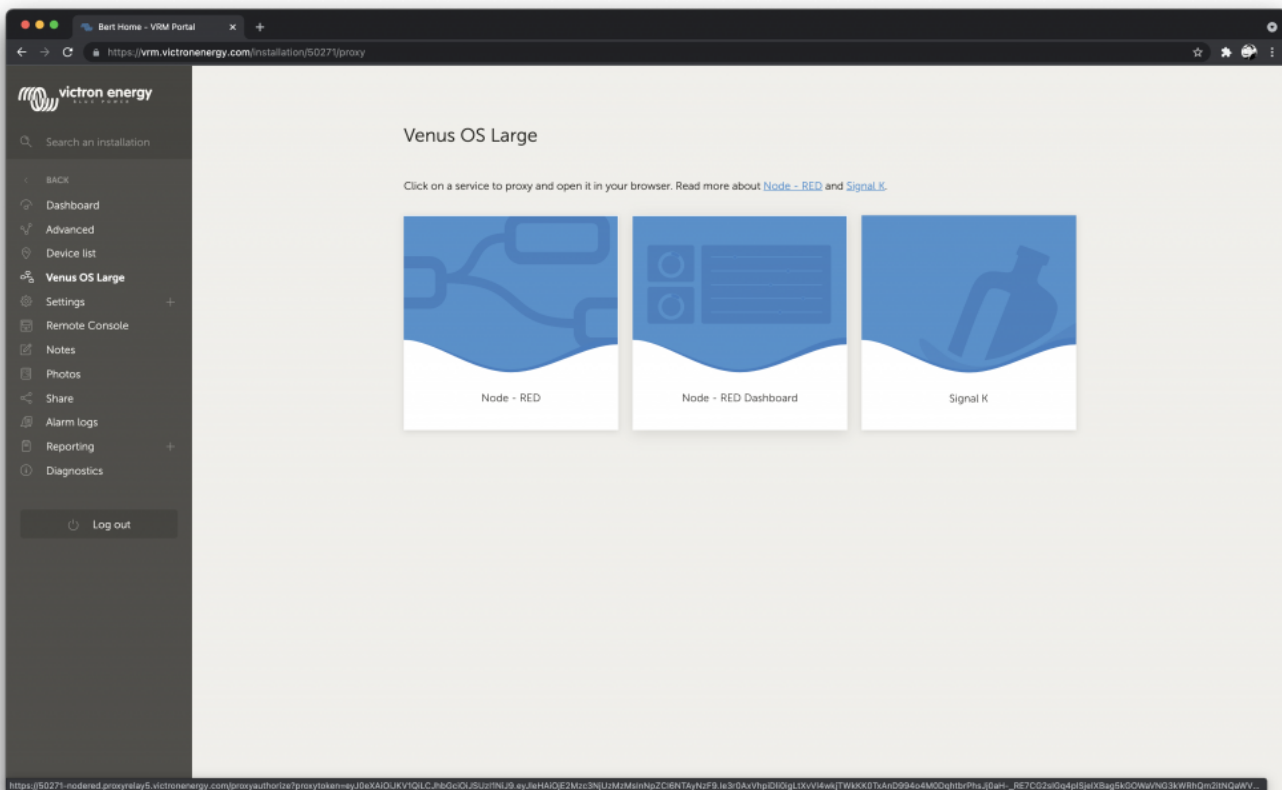 Bert Home - VRM Portal
https://vrm.victronenergy.com/installation/50271/proxy
victron energy
BLUE POWER
Search an installation
BACK
Dashboard
Advanced
Device list
Venus OS Large
Settings
Remote Console
Notes
Photos
Share
Alarm logs
Reporting
Diagnostics
Log out
Venus OS Large
Click on a service to proxy and open it in your browser. Read more about Node - RED and Signal K.
Node - RED
Node - RED Dashboard
Signal K